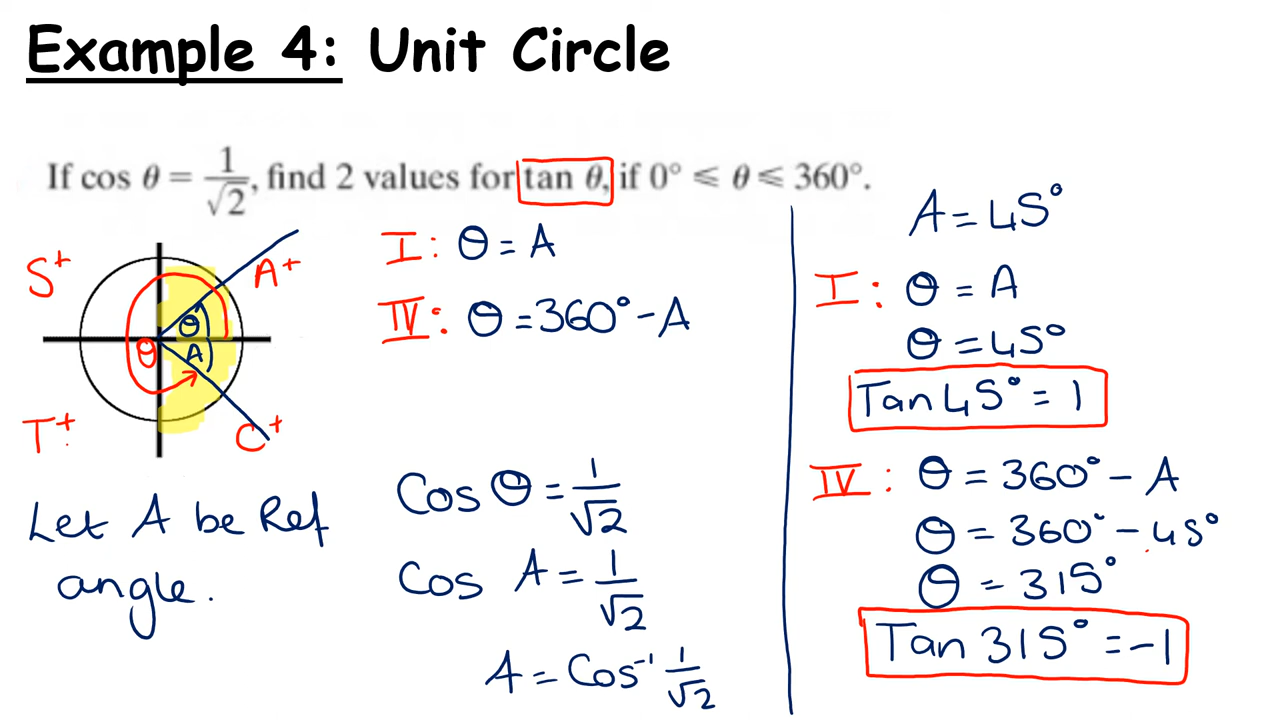 Example 4: Unit Circle
If cos θ = 1/√2, find 2 values for tan θ, if 0° ⩽ θ ⩽ 360°.
S+
A+
θ
θ
A
T+
C+
Let A be Ref
angle.
I: θ = A
IV: θ = 360° - A
Cos θ = 1/√2
Cos A = 1/√2
A = Cos⁻¹ 1/√2
A = 45°
I: θ = A
θ = 45°
Tan 45° = 1
IV: θ = 360° - A
θ = 360° - 45°
θ = 315°
Tan 315° = -1